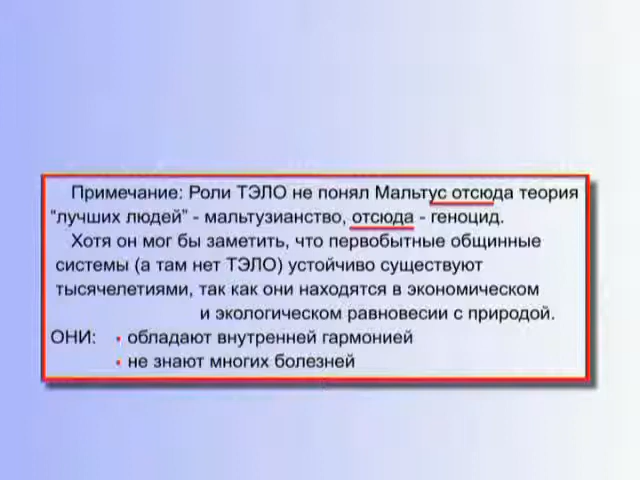 Примечание: Роли ТЭЛО не понял Мальтус отсюда теория
"лучших людей" - мальтузианство, отсюда - геноцид.
Хотя он мог бы заметить, что первобытные общинные
системы (а там нет ТЭЛО) устойчиво существуют
тысячелетиями, так как они находятся в экономическом
и экологическом равновесии с природой.
ОНИ: • обладают внутренней гармонией
• не знают многих болезней